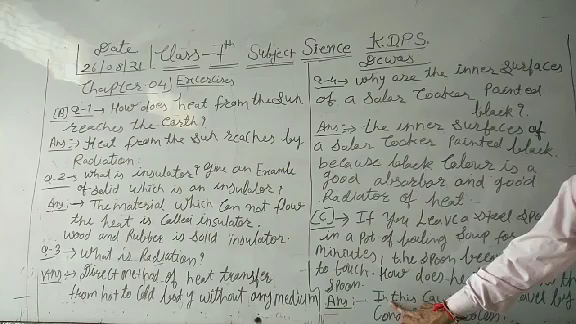 Date | Class - 7th Subject Sience K.D.P.S.
26/08/21 Dewas
Chapter-04 Excercises
[A] Q-1 → How does heat from the Sun
reaches the Earth?
Ans:→ Heat from the Sun reaches by
Radiation.
Q-2 → What is insulator? Give an Examle
of solid which is an insulator?
Ans:→ The material which Can not flow
the heat is Called insulator.
Wood and Rubber is Solid insulator.
Q-3 → What is Radiation?
Ans:→ Direct method of heat transfer
from hot to Cold body without any medium
Q-4→ Why are the inner Surfaces
of a Solar Cooker Painted
black?
Ans:→ the inner Surfaces of
a Solar Cooker Painted black
because black Colour is a
good absorbar and good
Radiator of heat.
[C]→ If You Leave a Steel Spoon
in a Pot of boiling Soup for
Minutes, the Spoon
to touch. How does
Spoon.
Ans:- In this by